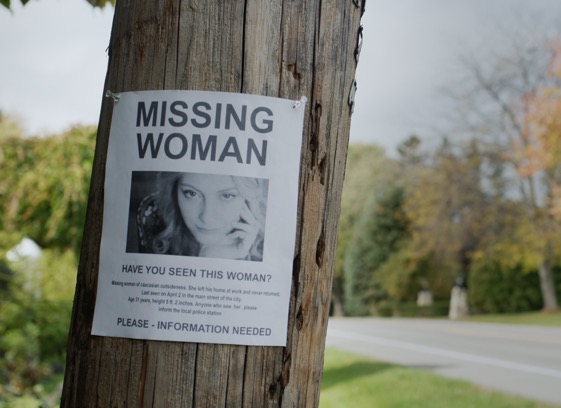 MISSING
WOMAN
HAVE YOU SEEN THIS WOMAN?
Missing woman of caucasian outsiderness. She left his home at work and never returned.
Last seen on April 2 in the main street of the city.
Age 31 years, height 5 ft. 2 inches. Anyone who saw her, please
inform the local police station
PLEASE - INFORMATION NEEDED